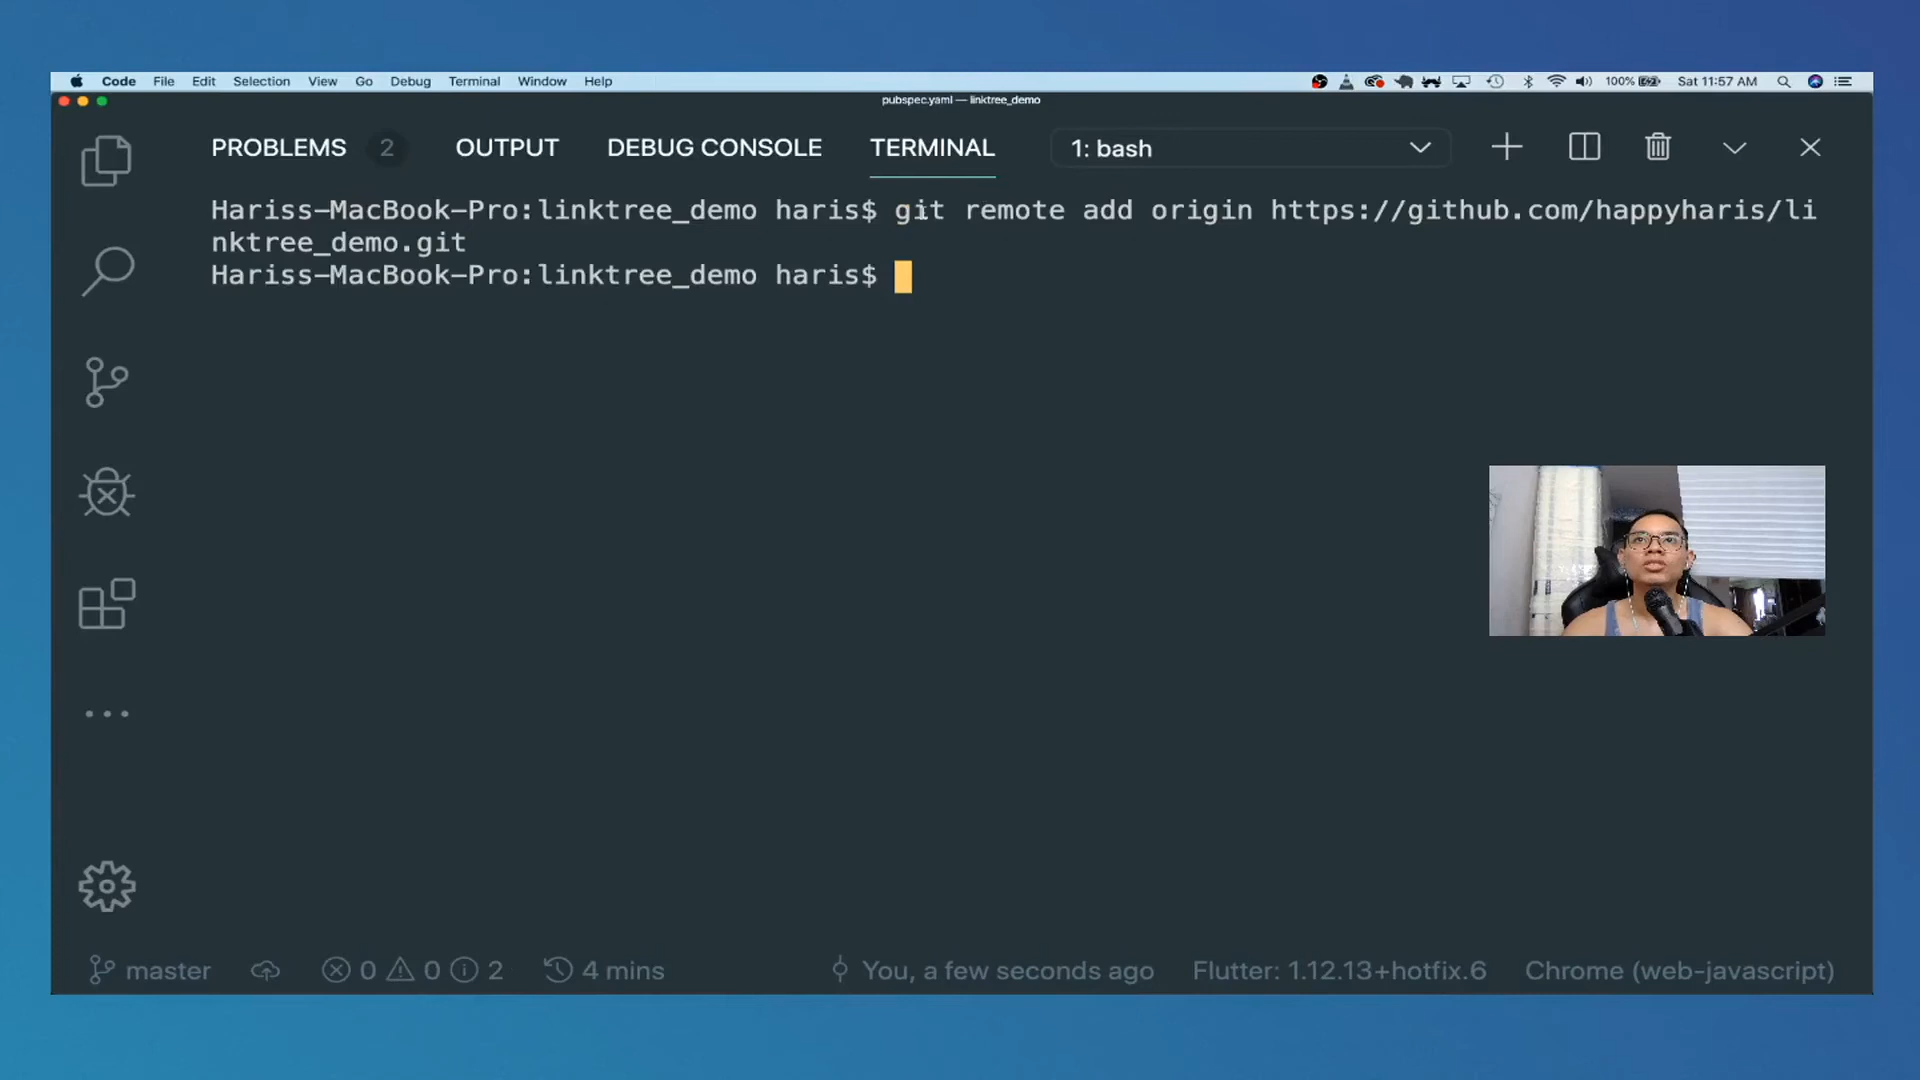 Code File Edit Selection View Go Debug Terminal Window Help 100% Sat 11:57 AM
pubspec.yaml — linktree_demo
PROBLEMS 2 OUTPUT DEBUG CONSOLE TERMINAL 1: bash
Hariss-MacBook-Pro:linktree_demo haris$ git remote add origin https://github.com/happyharis/li
nktree_demo.git
Hariss-MacBook-Pro:linktree_demo haris$
master 0 0 2 4 mins You, a few seconds ago Flutter: 1.12.13+hotfix.6 Chrome (web-javascript)